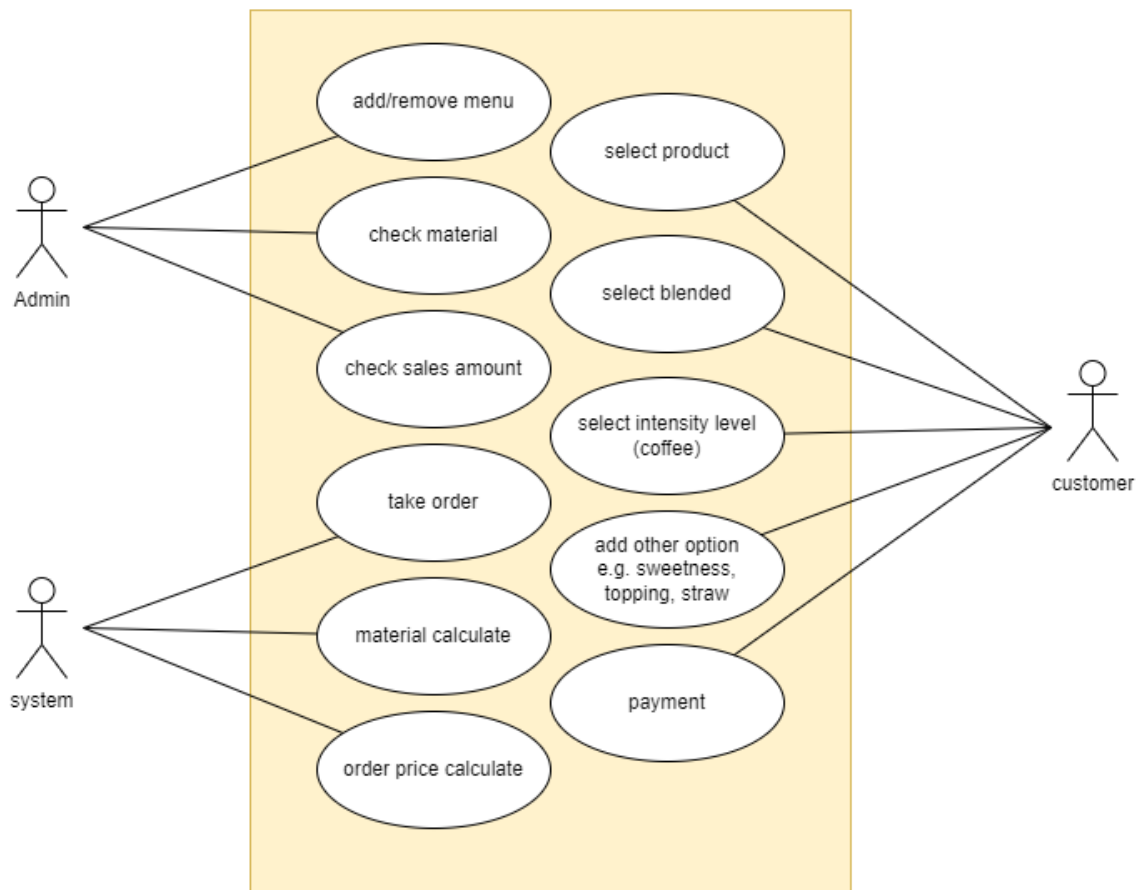 add/remove menu
select product
check material
Admin
select blended
check sales amount
select intensity level
(coffee)
customer
take order
add other option
e.g. sweetness,
topping, straw
material calculate
system
payment
order price calculate